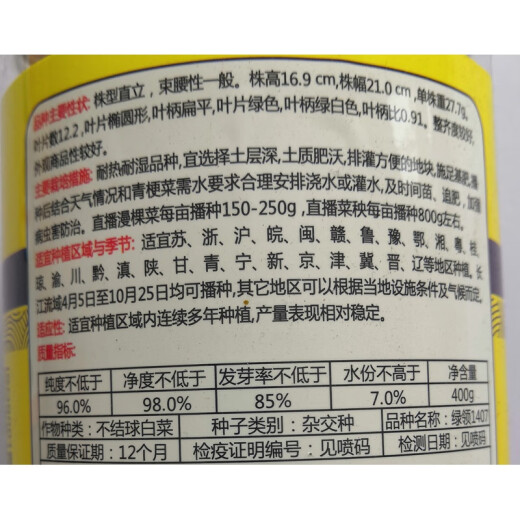 品种主要性状: 株型直立，束腰性一般。株高16.9 cm,株幅21.0 cm,单株重27.7g,
叶片数12.2,叶片椭圆形,叶柄扁平,叶片绿色,叶柄绿白色,叶柄比0.91。整齐度较好,
外观商品性较好。
主要栽培措施: 耐热耐湿品种,宜选择土层深,土质肥沃,排灌方便的地块,施足基肥,播
种后结合天气情况和青梗菜需水要求合理安排浇水或灌水,及时间苗、追肥,加强
病虫害防治。直播漫棵菜每亩播种150-250g ,直播菜秧每亩播种800g左右。
适宜种植区域与季节: 适宜苏、浙、沪、皖、闽、赣、鲁、豫、鄂、湘、粤、桂、
琼、渝、川、黔、滇、陕、甘、青、宁、新、京、津、冀、晋、辽等地区种植。长
江流域4月5日至10月25日均可播种,其它地区可以根据当地设施条件及气候而定。
适应性: 适宜种植区域内连续多年种植,产量表现相对稳定。
质量指标:
纯度不低于 净度不低于 发芽率不低于 水份不高于 净含量
96.0% 98.0% 85% 7.0% 400g
作物种类: 不结球白菜 种子类别: 杂交种 品种名称: 绿领1407
质量保证期: 12个月 检疫证明编号: 见喷码 检测日期: 见喷码